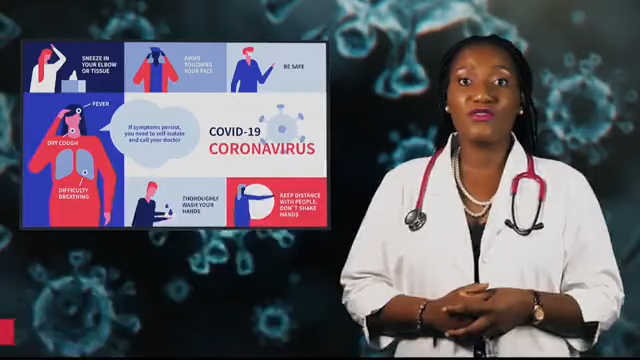 SNEEZE IN
YOUR ELBOW
OR TISSUE
AVOID
TOUCHING
YOUR FACE
BE SAFE
FEVER
DRY COUGH
DIFFICULTY
BREATHING
If symptoms persist,
you need to self-isolate
and call your doctor
COVID-19
CORONAVIRUS
THOROUGHLY
WASH YOUR
HANDS
KEEP DISTANCE
WITH PEOPLE,
DON'T SHAKE
HANDS